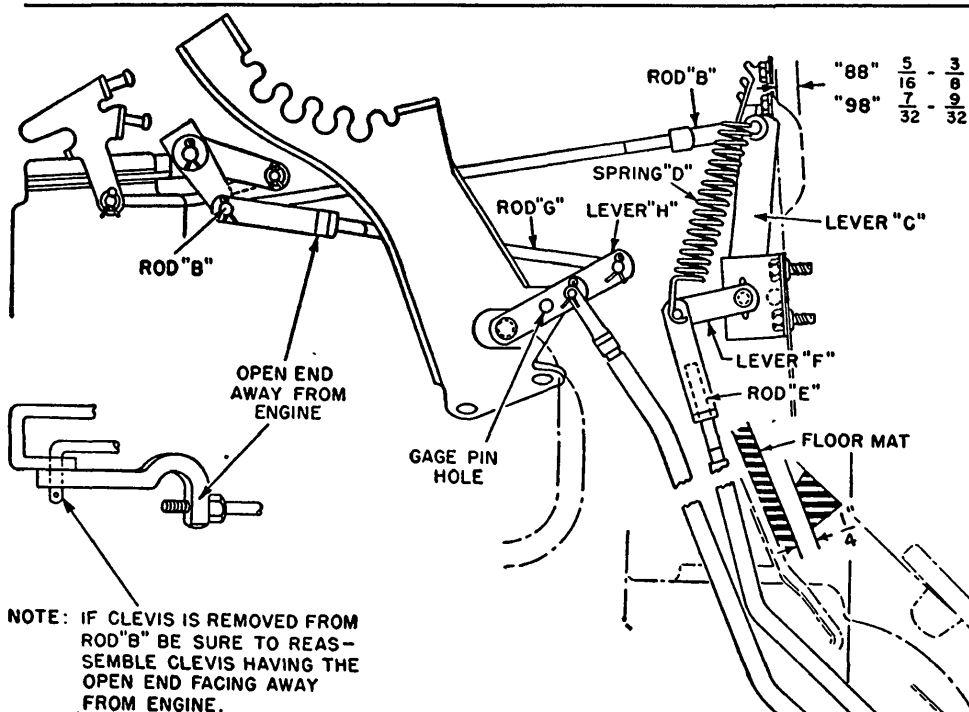 ROD "B"
"88" 5/16 - 3/8
"98" 7/32 - 9/32
SPRING "D"
LEVER "C"
ROD "G"
LEVER "H"
ROD "B"
LEVER "F"
ROD "E"
OPEN END
AWAY FROM
ENGINE
GAGE PIN
HOLE
FLOOR MAT
1/4"
NOTE: IF CLEVIS IS REMOVED FROM
ROD "B" BE SURE TO REAS-
SEMBLE CLEVIS HAVING THE
OPEN END FACING AWAY
FROM ENGINE.